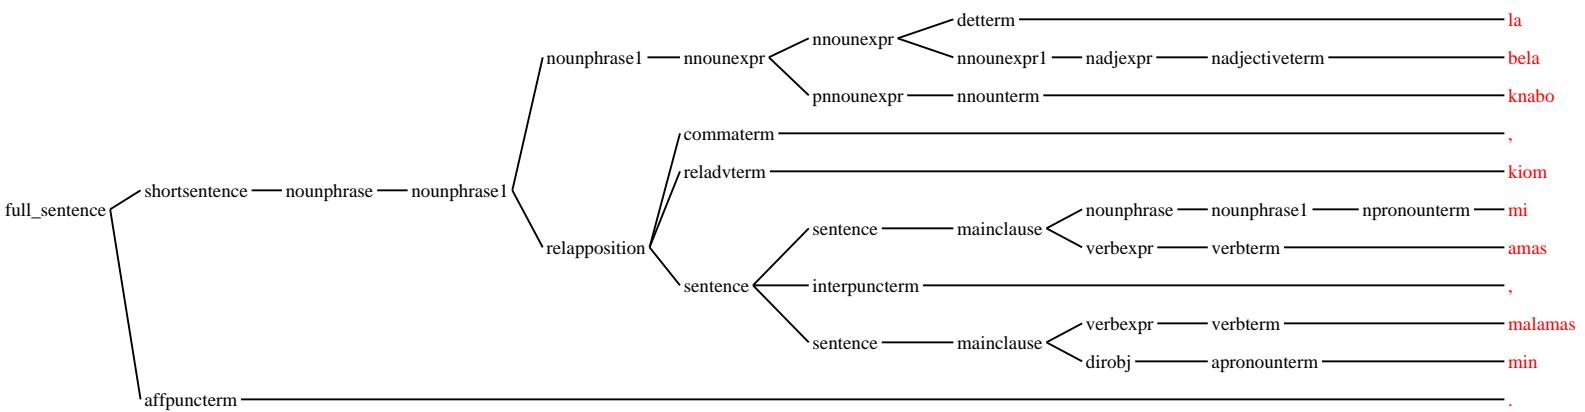 detterm la
nnounexpr
nounphrase1 nnounexpr nnounexpr1 nadjexpr nadjectiveterm bela
pnnounexpr nnounterm knabo
commaterm ,
reladvterm kiom
shortsentence nounphrase nounphrase1
full_sentence nounphrase nounphrase1 npronounterm mi
sentence mainclause
relapposition verbexpr verbterm amas
sentence interpuncterm ,
verbexpr verbterm malamas
sentence mainclause
dirobj apronounterm min
affpuncterm .